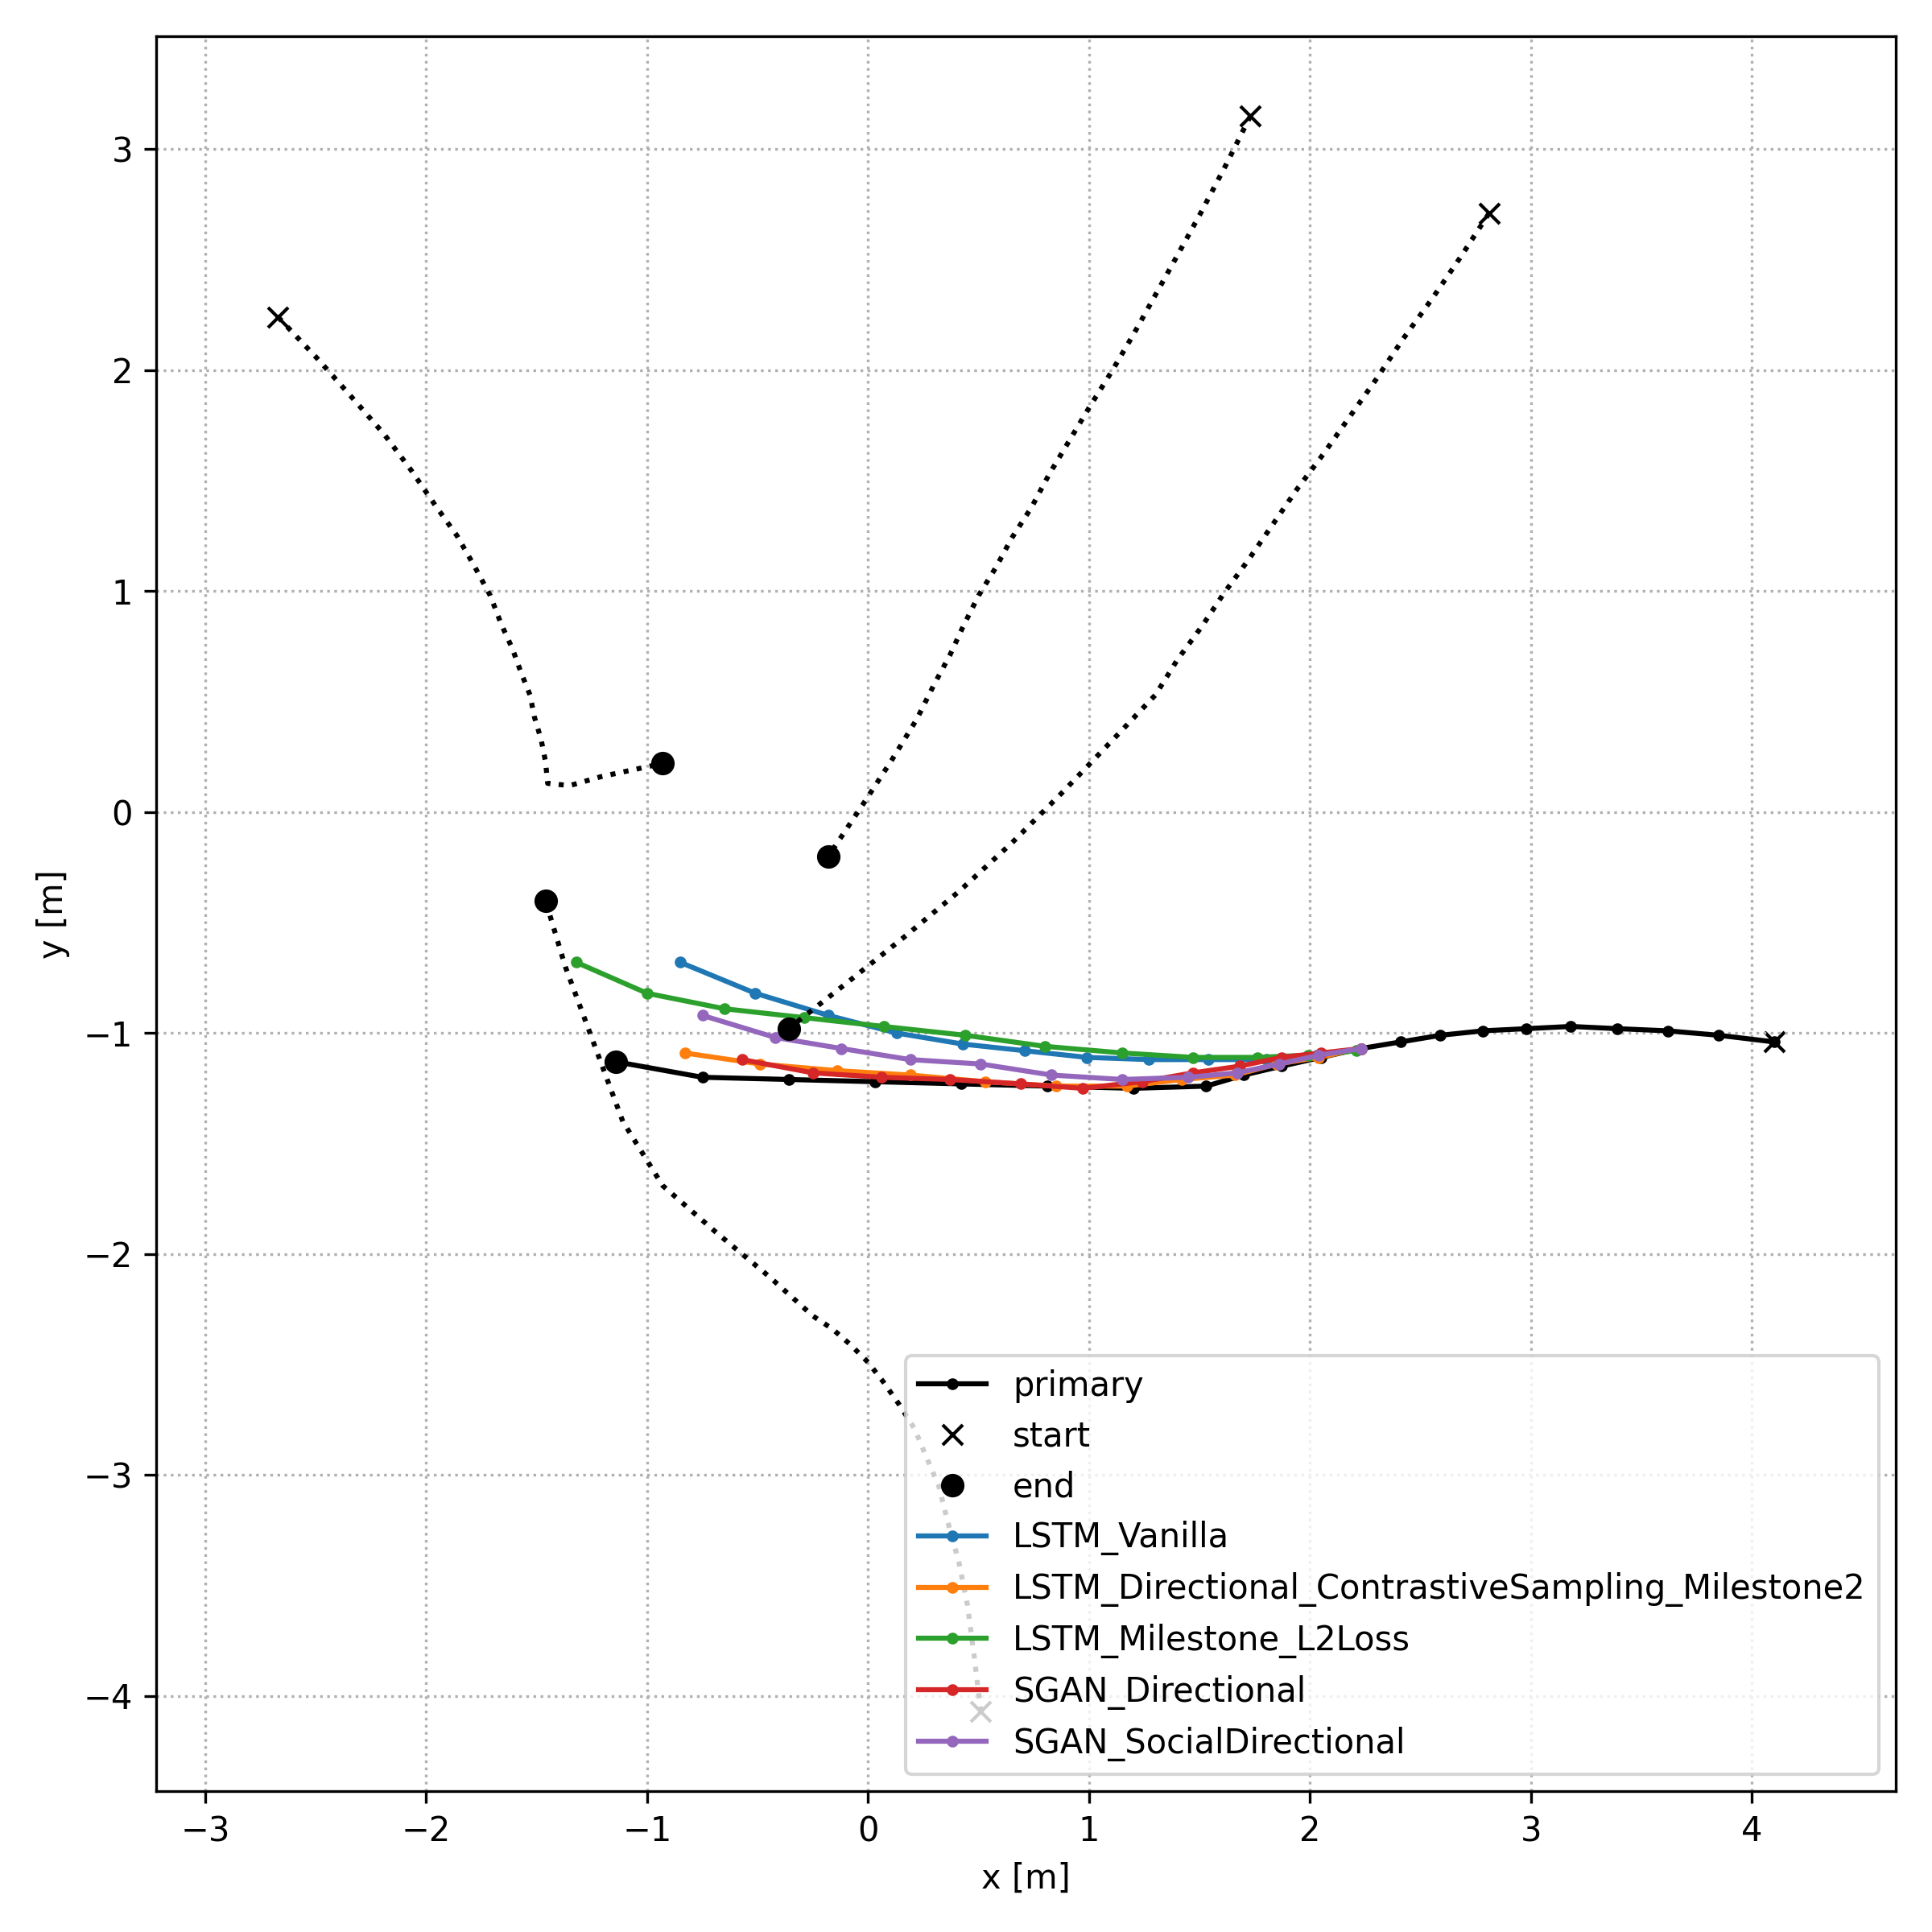 3
2
1
0
−1
−2
−3
−4
y [m]
−3 −2 −1 0 1 2 3 4
x [m]
primary
start
end
LSTM_Vanilla
LSTM_Directional_ContrastiveSampling_Milestone2
LSTM_Milestone_L2Loss
SGAN_Directional
SGAN_SocialDirectional